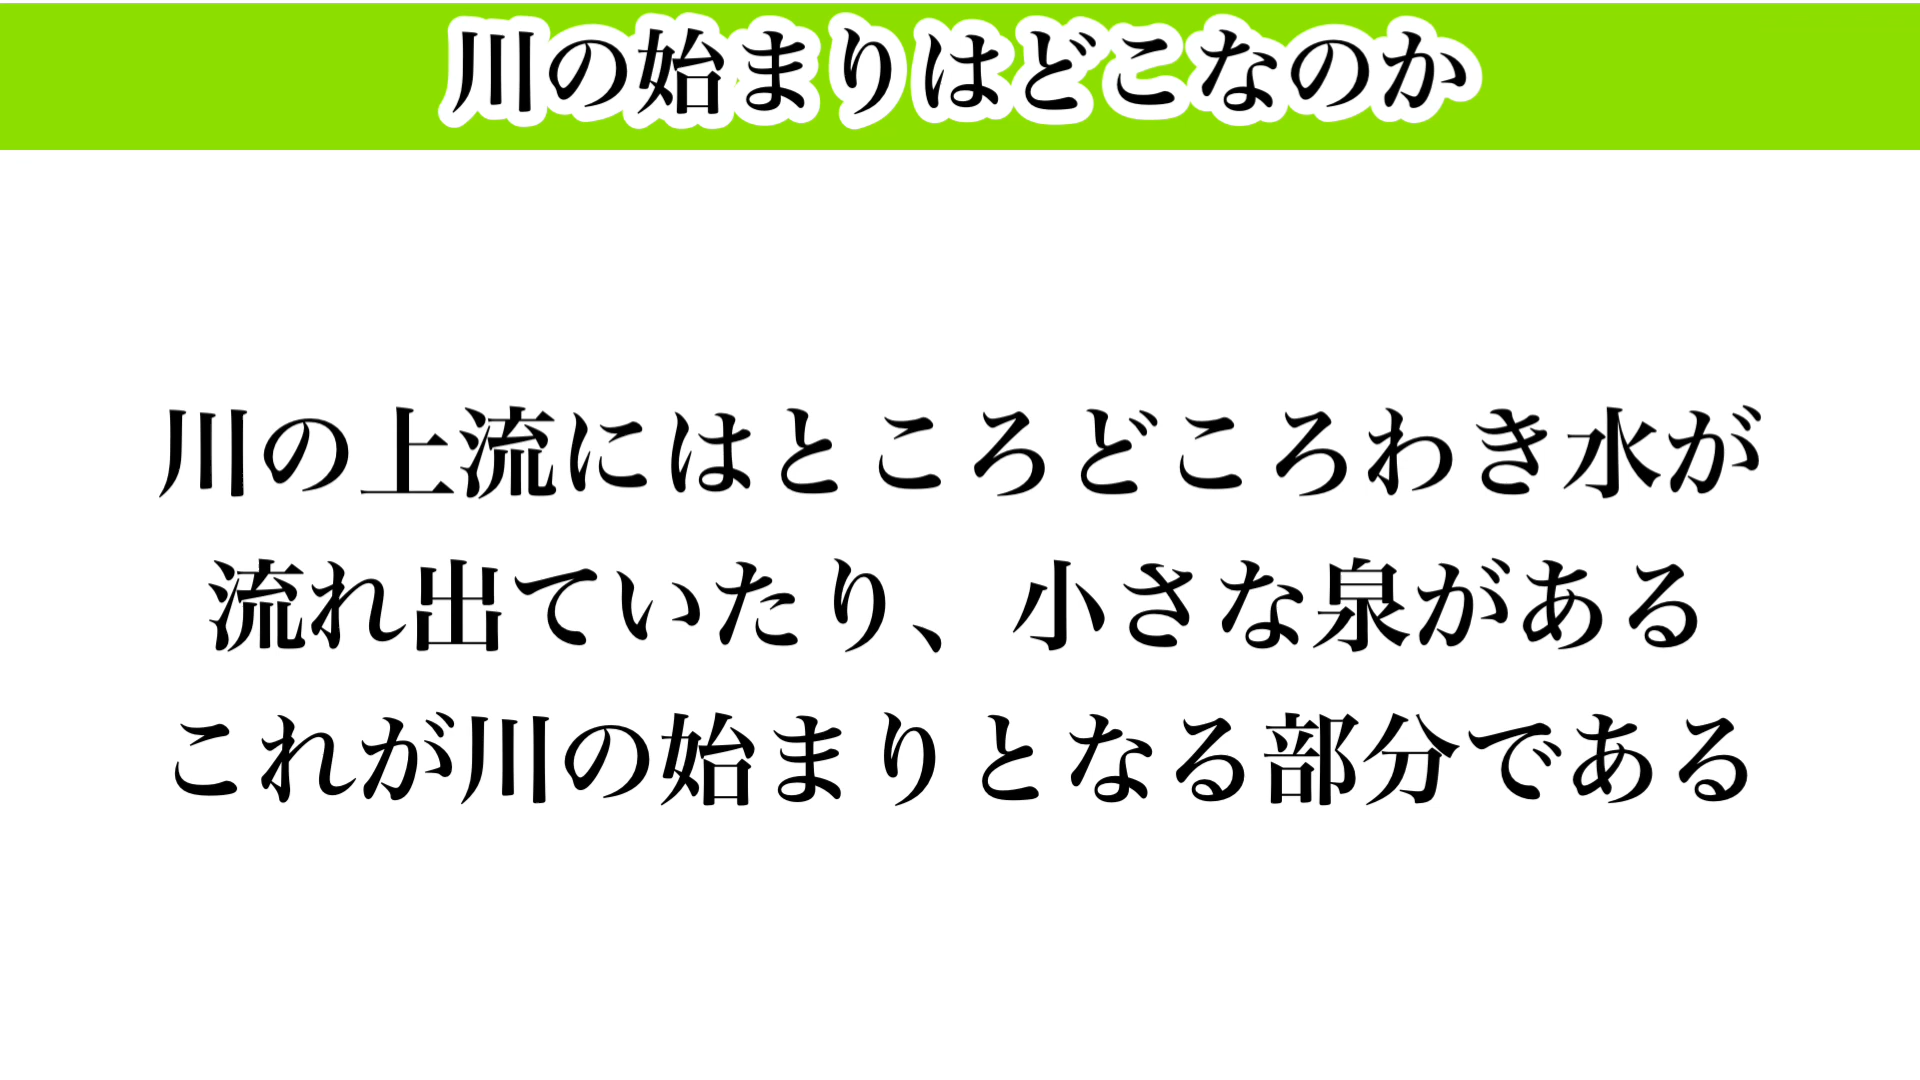 川の始まりはどこなのか
川の上流にはところどころわき水が
流れ出ていたり、小さな泉がある
これが川の始まりとなる部分である